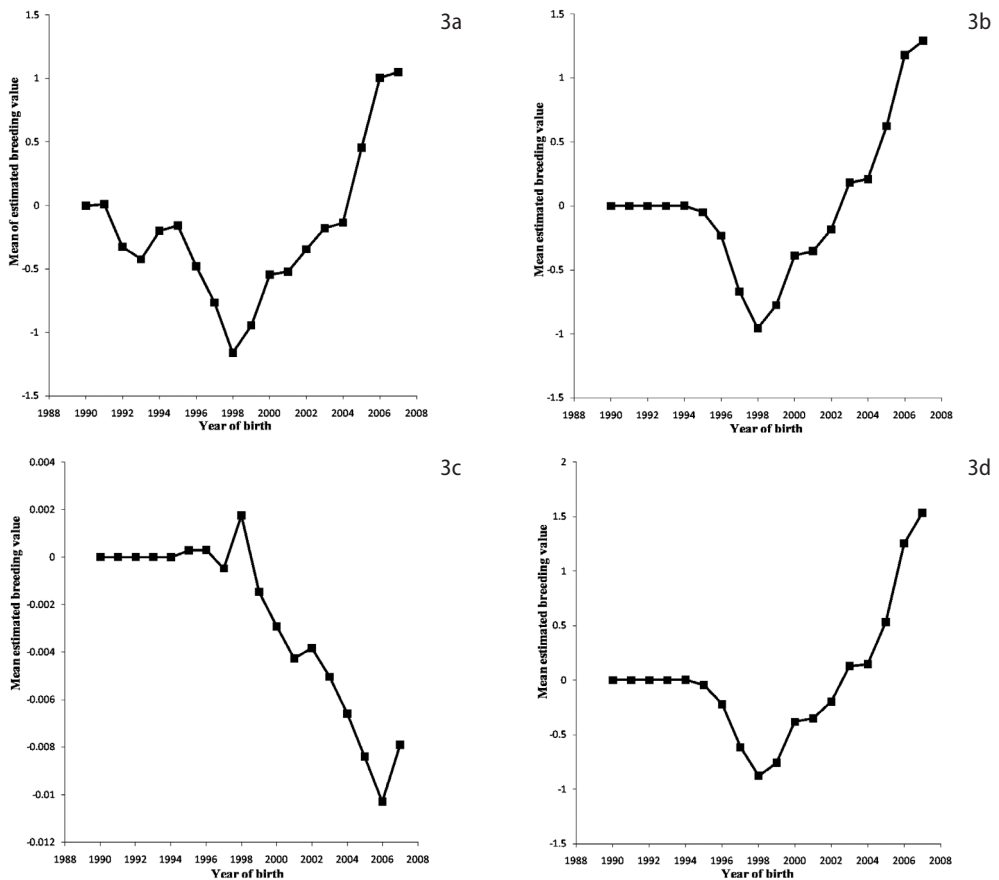 3a
1.5
1
0.5
0
-0.5
-1
-1.5
Mean of estimated breeding value
1988 1990 1992 1994 1996 1998 2000 2002 2004 2006 2008
Year of birth
3b
1.5
1
0.5
0
-0.5
-1
-1.5
Mean estimated breeding value
1988 1990 1992 1994 1996 1998 2000 2002 2004 2006 2008
Year of birth
3c
0.004
0.002
0
-0.002
-0.004
-0.006
-0.008
-0.01
-0.012
Mean estimated breeding value
1988 1990 1992 1994 1996 1998 2000 2002 2004 2006 2008
Year of birth
3d
2
1.5
1
0.5
0
-0.5
-1
-1.5
Mean estimated breeding value
1988 1990 1992 1994 1996 1998 2000 2002 2004 2006 2008
Year of birth